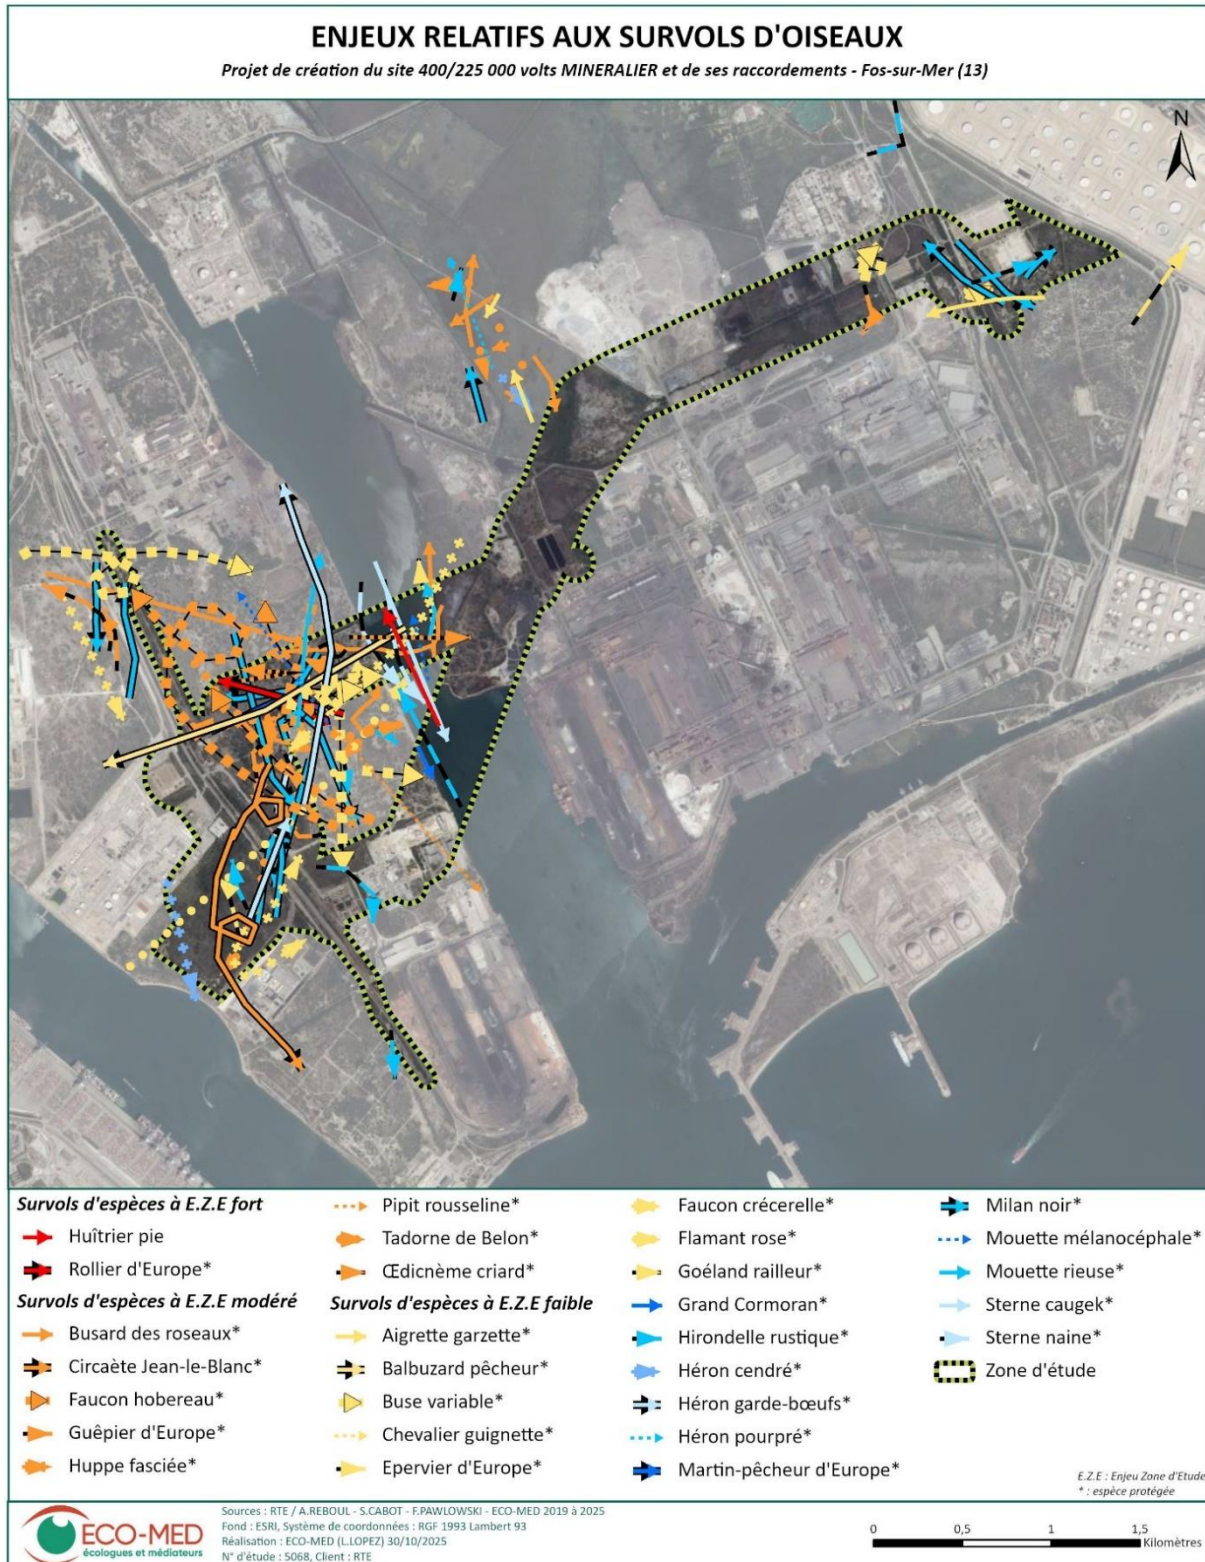 ENJEUX RELATIFS AUX SURVOLS D'OISEAUX
Projet de création du site 400/225 000 volts MINERALIER et de ses raccordements - Fos-sur-Mer (13)
N
Survols d'espèces à E.Z.E fort
Huîtrier pie
Rollier d'Europe*
Survols d'espèces à E.Z.E modéré
Busard des roseaux*
Circaète Jean-le-Blanc*
Faucon hobereau*
Guêpier d'Europe*
Huppe fasciée*
Pipit rousseline*
Tadorne de Belon*
Œdicnème criard*
Survols d'espèces à E.Z.E faible
Aigrette garzette*
Balbuzard pêcheur*
Buse variable*
Chevalier guignette*
Epervier d'Europe*
Faucon crécerelle*
Flamant rose*
Goéland railleur*
Grand Cormoran*
Hirondelle rustique*
Héron cendré*
Héron garde-bœufs*
Héron pourpré*
Martin-pêcheur d'Europe*
Milan noir*
Mouette mélanocéphale*
Mouette rieuse*
Sterne caugek*
Sterne naine*
Zone d'étude
E.Z.E : Enjeu Zone d'Etude
* : espèce protégée
ECO-MED
écologues et médiateurs
Sources : RTE / A.REBOUL - S.CABOT - F.PAWLOWSKI - ECO-MED 2019 à 2025
Fond : ESRI, Système de coordonnées : RGF 1993 Lambert 93
Réalisation : ECO-MED (L.LOPEZ) 30/10/2025
N° d'étude : 5068, Client : RTE
0 0,5 1 1,5
Kilomètres